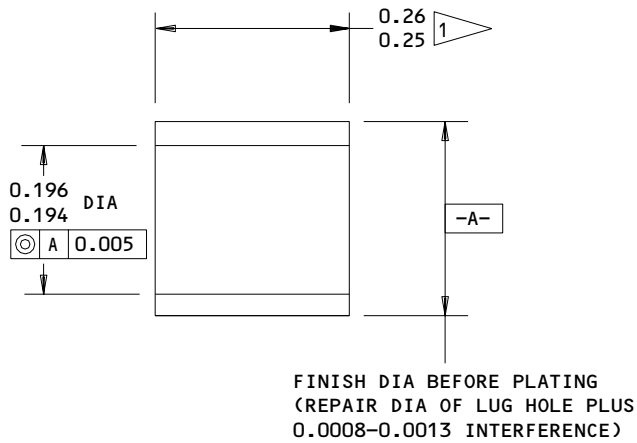 0.26
0.25
1
0.196
0.194 DIA
◎ A 0.005
-A-
FINISH DIA BEFORE PLATING
(REPAIR DIA OF LUG HOLE PLUS
0.0008-0.0013 INTERFERENCE)